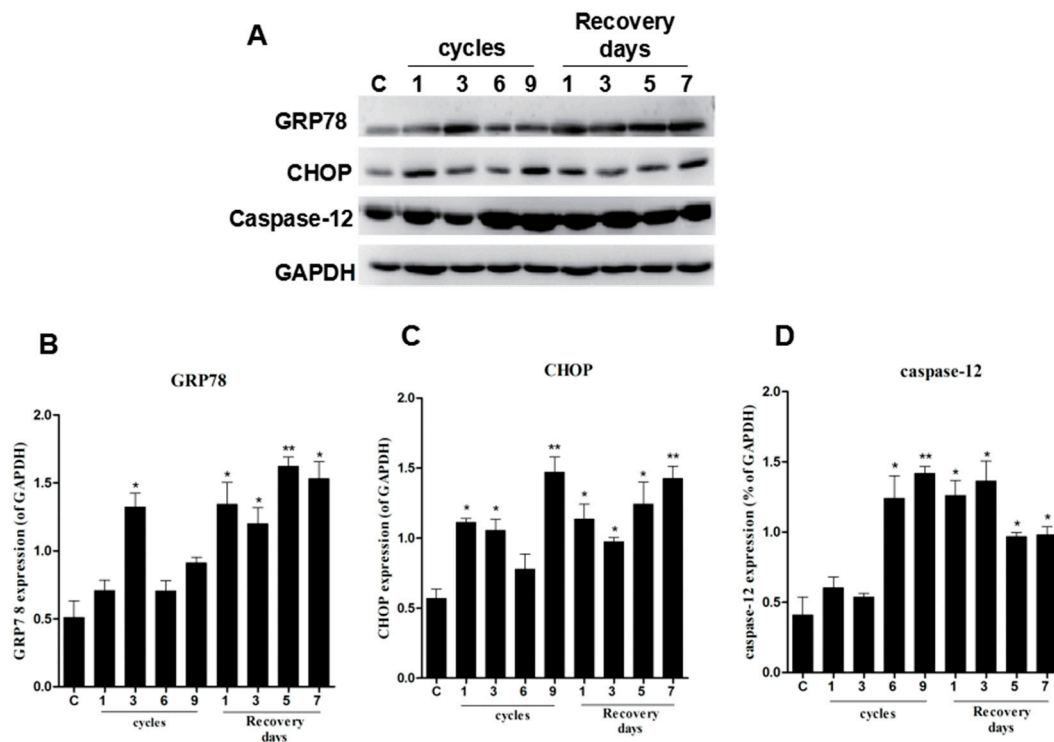 A
cycles
Recovery
days
C 1 3 6 9 1 3 5 7
GRP78
CHOP
Caspase-12
GAPDH
B
GRP78
GRP7 8 expression (of GAPDH)
2.0
1.5
1.0
0.5
0.0
* * * ** *
C 1 3 6 9 1 3 5 7
cycles
Recovery
days
C
CHOP
CHOP expression (of GAPDH)
2.0
1.5
1.0
0.5
0.0
* * ** * * * **
C 1 3 6 9 1 3 5 7
cycles
Recovery
days
D
caspase-12
caspase-12 expression (% of GAPDH)
2.0
1.5
1.0
0.5
0.0
* ** * * * *
C 1 3 6 9 1 3 5 7
cycles
Recovery
days